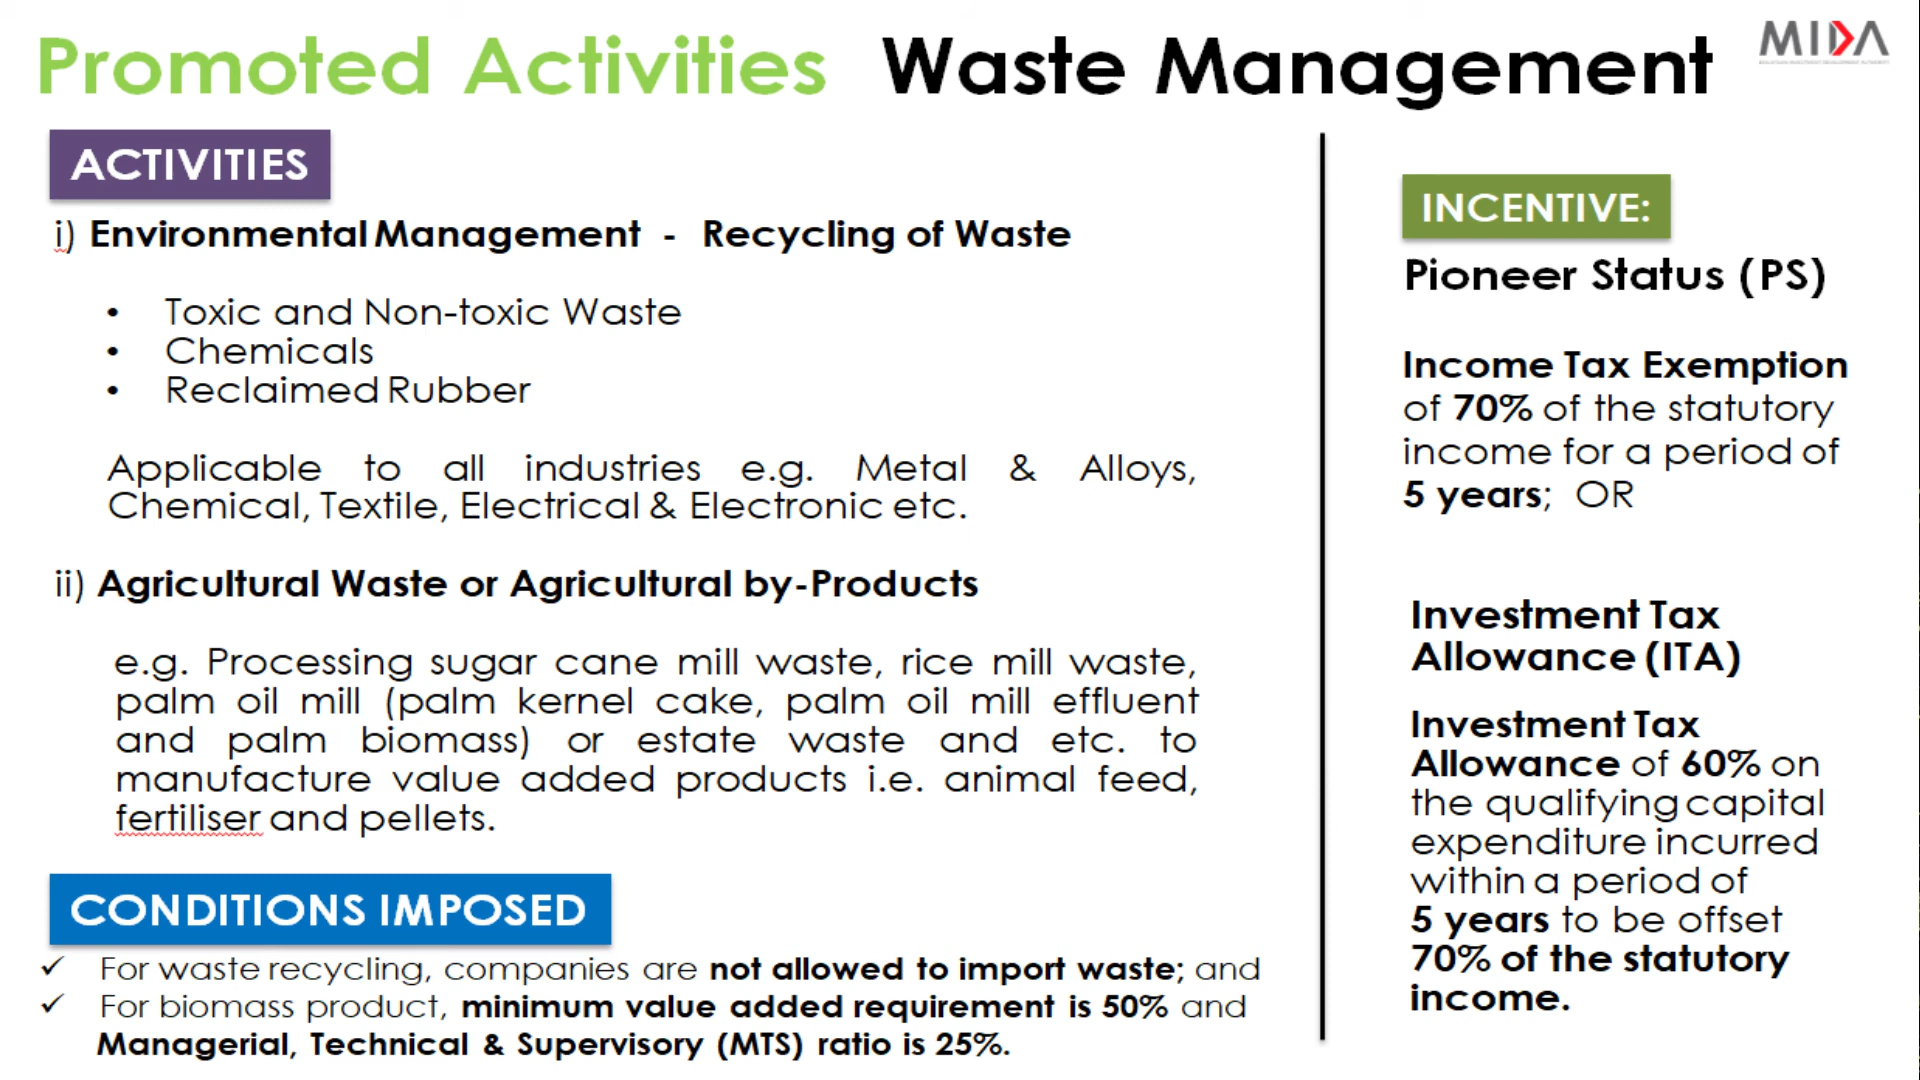 Promoted Activities Waste Management
MIDA
ACTIVITIES
i) Environmental Management - Recycling of Waste
• Toxic and Non-toxic Waste
• Chemicals
• Reclaimed Rubber
Applicable to all industries e.g. Metal & Alloys,
Chemical, Textile, Electrical & Electronic etc.
ii) Agricultural Waste or Agricultural by-Products
e.g. Processing sugar cane mill waste, rice mill waste,
palm oil mill (palm kernel cake, palm oil mill effluent
and palm biomass) or estate waste and etc. to
manufacture value added products i.e. animal feed,
fertiliser and pellets.
CONDITIONS IMPOSED
✓ For waste recycling, companies are not allowed to import waste; and
✓ For biomass product, minimum value added requirement is 50% and
Managerial, Technical & Supervisory (MTS) ratio is 25%.
INCENTIVE:
Pioneer Status (PS)
Income Tax Exemption
of 70% of the statutory
income for a period of
5 years; OR
Investment Tax
Allowance (ITA)
Investment Tax
Allowance of 60% on
the qualifying capital
expenditure incurred
within a period of
5 years to be offset
70% of the statutory
income.